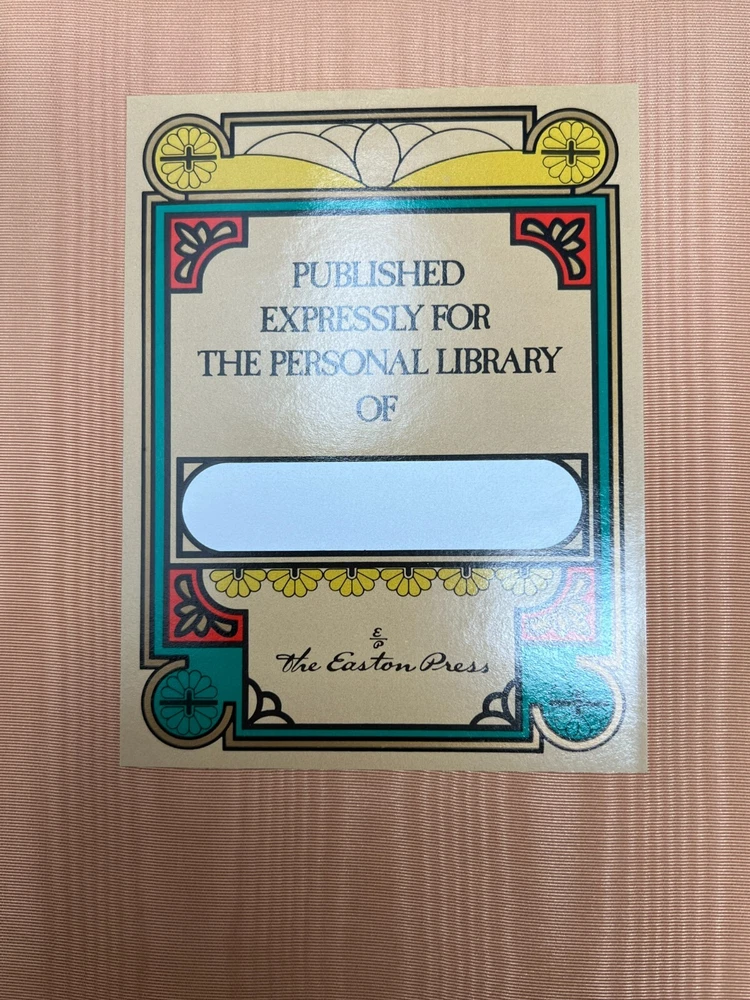 PUBLISHED
EXPRESSLY FOR
THE PERSONAL LIBRARY
OF
E
P
The Easton Press